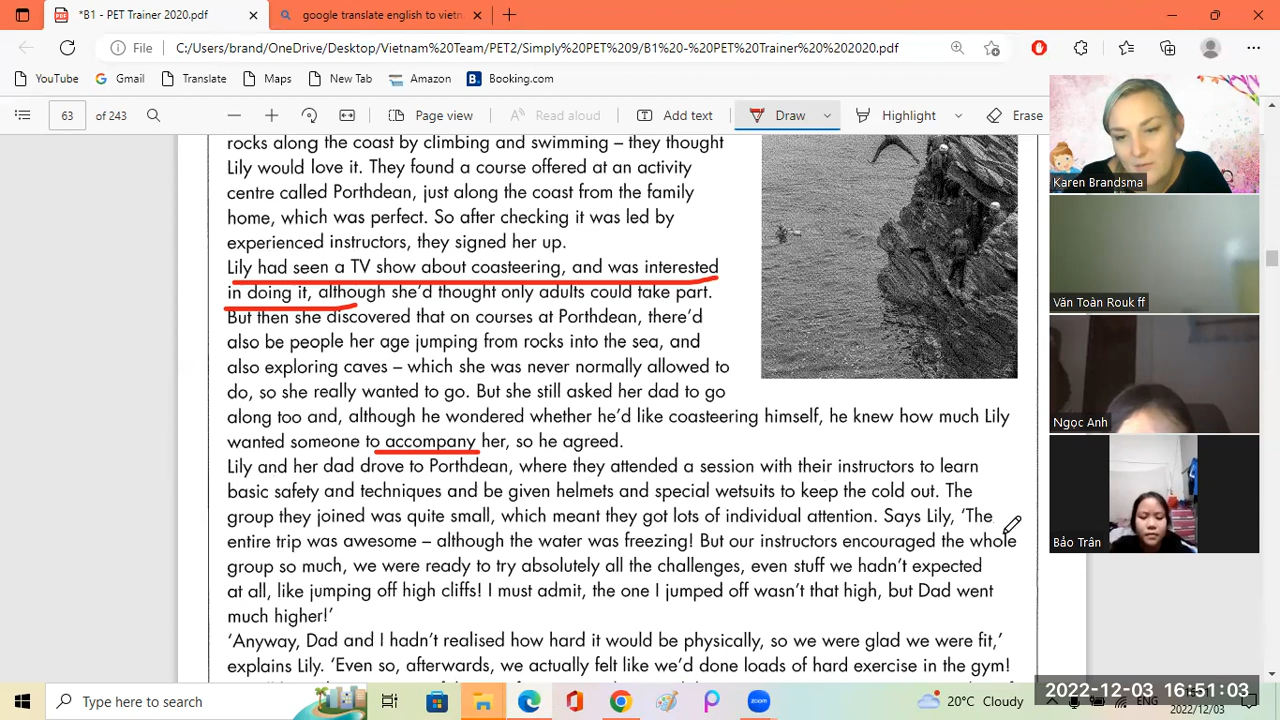 *B1 - PET Trainer 2020.pdf
google translate english to vietn
File
C:/Users/brand/OneDrive/Desktop/Vietnam%20Team/PET2/Simply%20PET%209/B1%20-%20PET%20Trainer%20%202020.pdf
YouTube
Gmail
Translate
Maps
New Tab
Amazon
Booking.com
63 of 243
Page view
Read aloud
Add text
Draw
Highlight
Erase
rocks along the coast by climbing and swimming – they thought
Lily would love it. They found a course offered at an activity
centre called Porthdean, just along the coast from the family
home, which was perfect. So after checking it was led by
experienced instructors, they signed her up.
Lily had seen a TV show about coasteering, and was interested
in doing it, although she'd thought only adults could take part.
But then she discovered that on courses at Porthdean, there'd
also be people her age jumping from rocks into the sea, and
also exploring caves – which she was never normally allowed to
do, so she really wanted to go. But she still asked her dad to go
along too and, although he wondered whether he'd like coasteering himself, he knew how much Lily
wanted someone to accompany her, so he agreed.
Lily and her dad drove to Porthdean, where they attended a session with their instructors to learn
basic safety and techniques and be given helmets and special wetsuits to keep the cold out. The
group they joined was quite small, which meant they got lots of individual attention. Says Lily, 'The
entire trip was awesome – although the water was freezing! But our instructors encouraged the whole
group so much, we were ready to try absolutely all the challenges, even stuff we hadn't expected
at all, like jumping off high cliffs! I must admit, the one I jumped off wasn't that high, but Dad went
much higher!'
'Anyway, Dad and I hadn't realised how hard it would be physically, so we were glad we were fit,'
explains Lily. 'Even so, afterwards, we actually felt like we'd done loads of hard exercise in the gym!
Karen Brandsma
Văn Toàn Rouk ff
Ngọc Anh
Bảo Trân
Type here to search
zoom
20°C Cloudy
ENG
2022-12-03 16:51:03
2022/12/03